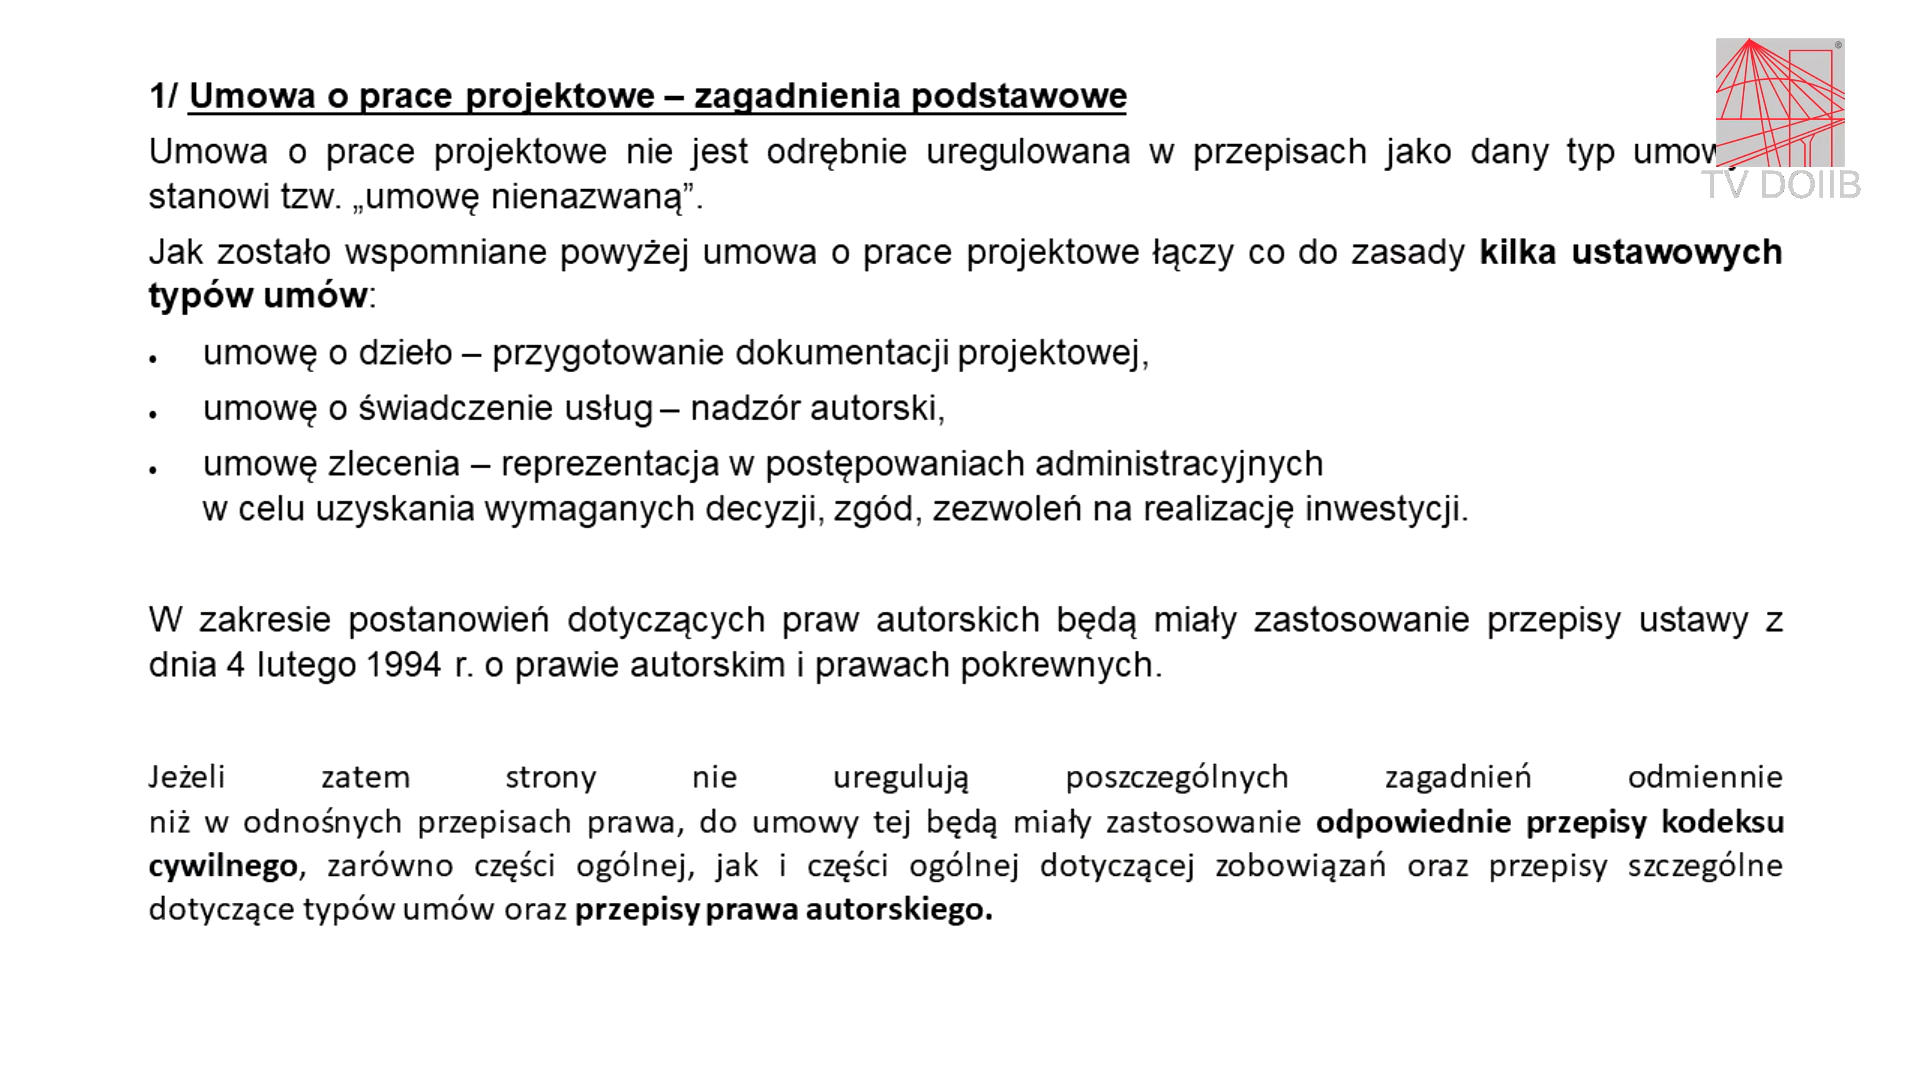 1/ Umowa o prace projektowe – zagadnienia podstawowe
Umowa o prace projektowe nie jest odrębnie uregulowana w przepisach jako dany typ
stanowi tzw. „umowę nienazwaną”.
Jak zostało wspomniane powyżej umowa o prace projektowe łączy co do zasady kilka ustawowych
typów umów:
• umowę o dzieło – przygotowanie dokumentacji projektowej,
• umowę o świadczenie usług – nadzór autorski,
• umowę zlecenia – reprezentacja w postępowaniach administracyjnych
w celu uzyskania wymaganych decyzji, zgód, zezwoleń na realizację inwestycji.
W zakresie postanowień dotyczących praw autorskich będą miały zastosowanie przepisy ustawy z
dnia 4 lutego 1994 r. o prawie autorskim i prawach pokrewnych.
Jeżeli zatem strony nie uregulują poszczególnych zagadnień odmiennie
niż w odnośnych przepisach prawa, do umowy tej będą miały zastosowanie odpowiednie przepisy kodeksu
cywilnego, zarówno części ogólnej, jak i części ogólnej dotyczącej zobowiązań oraz przepisy szczególne
dotyczące typów umów oraz przepisy prawa autorskiego.
®
TV DOIIB